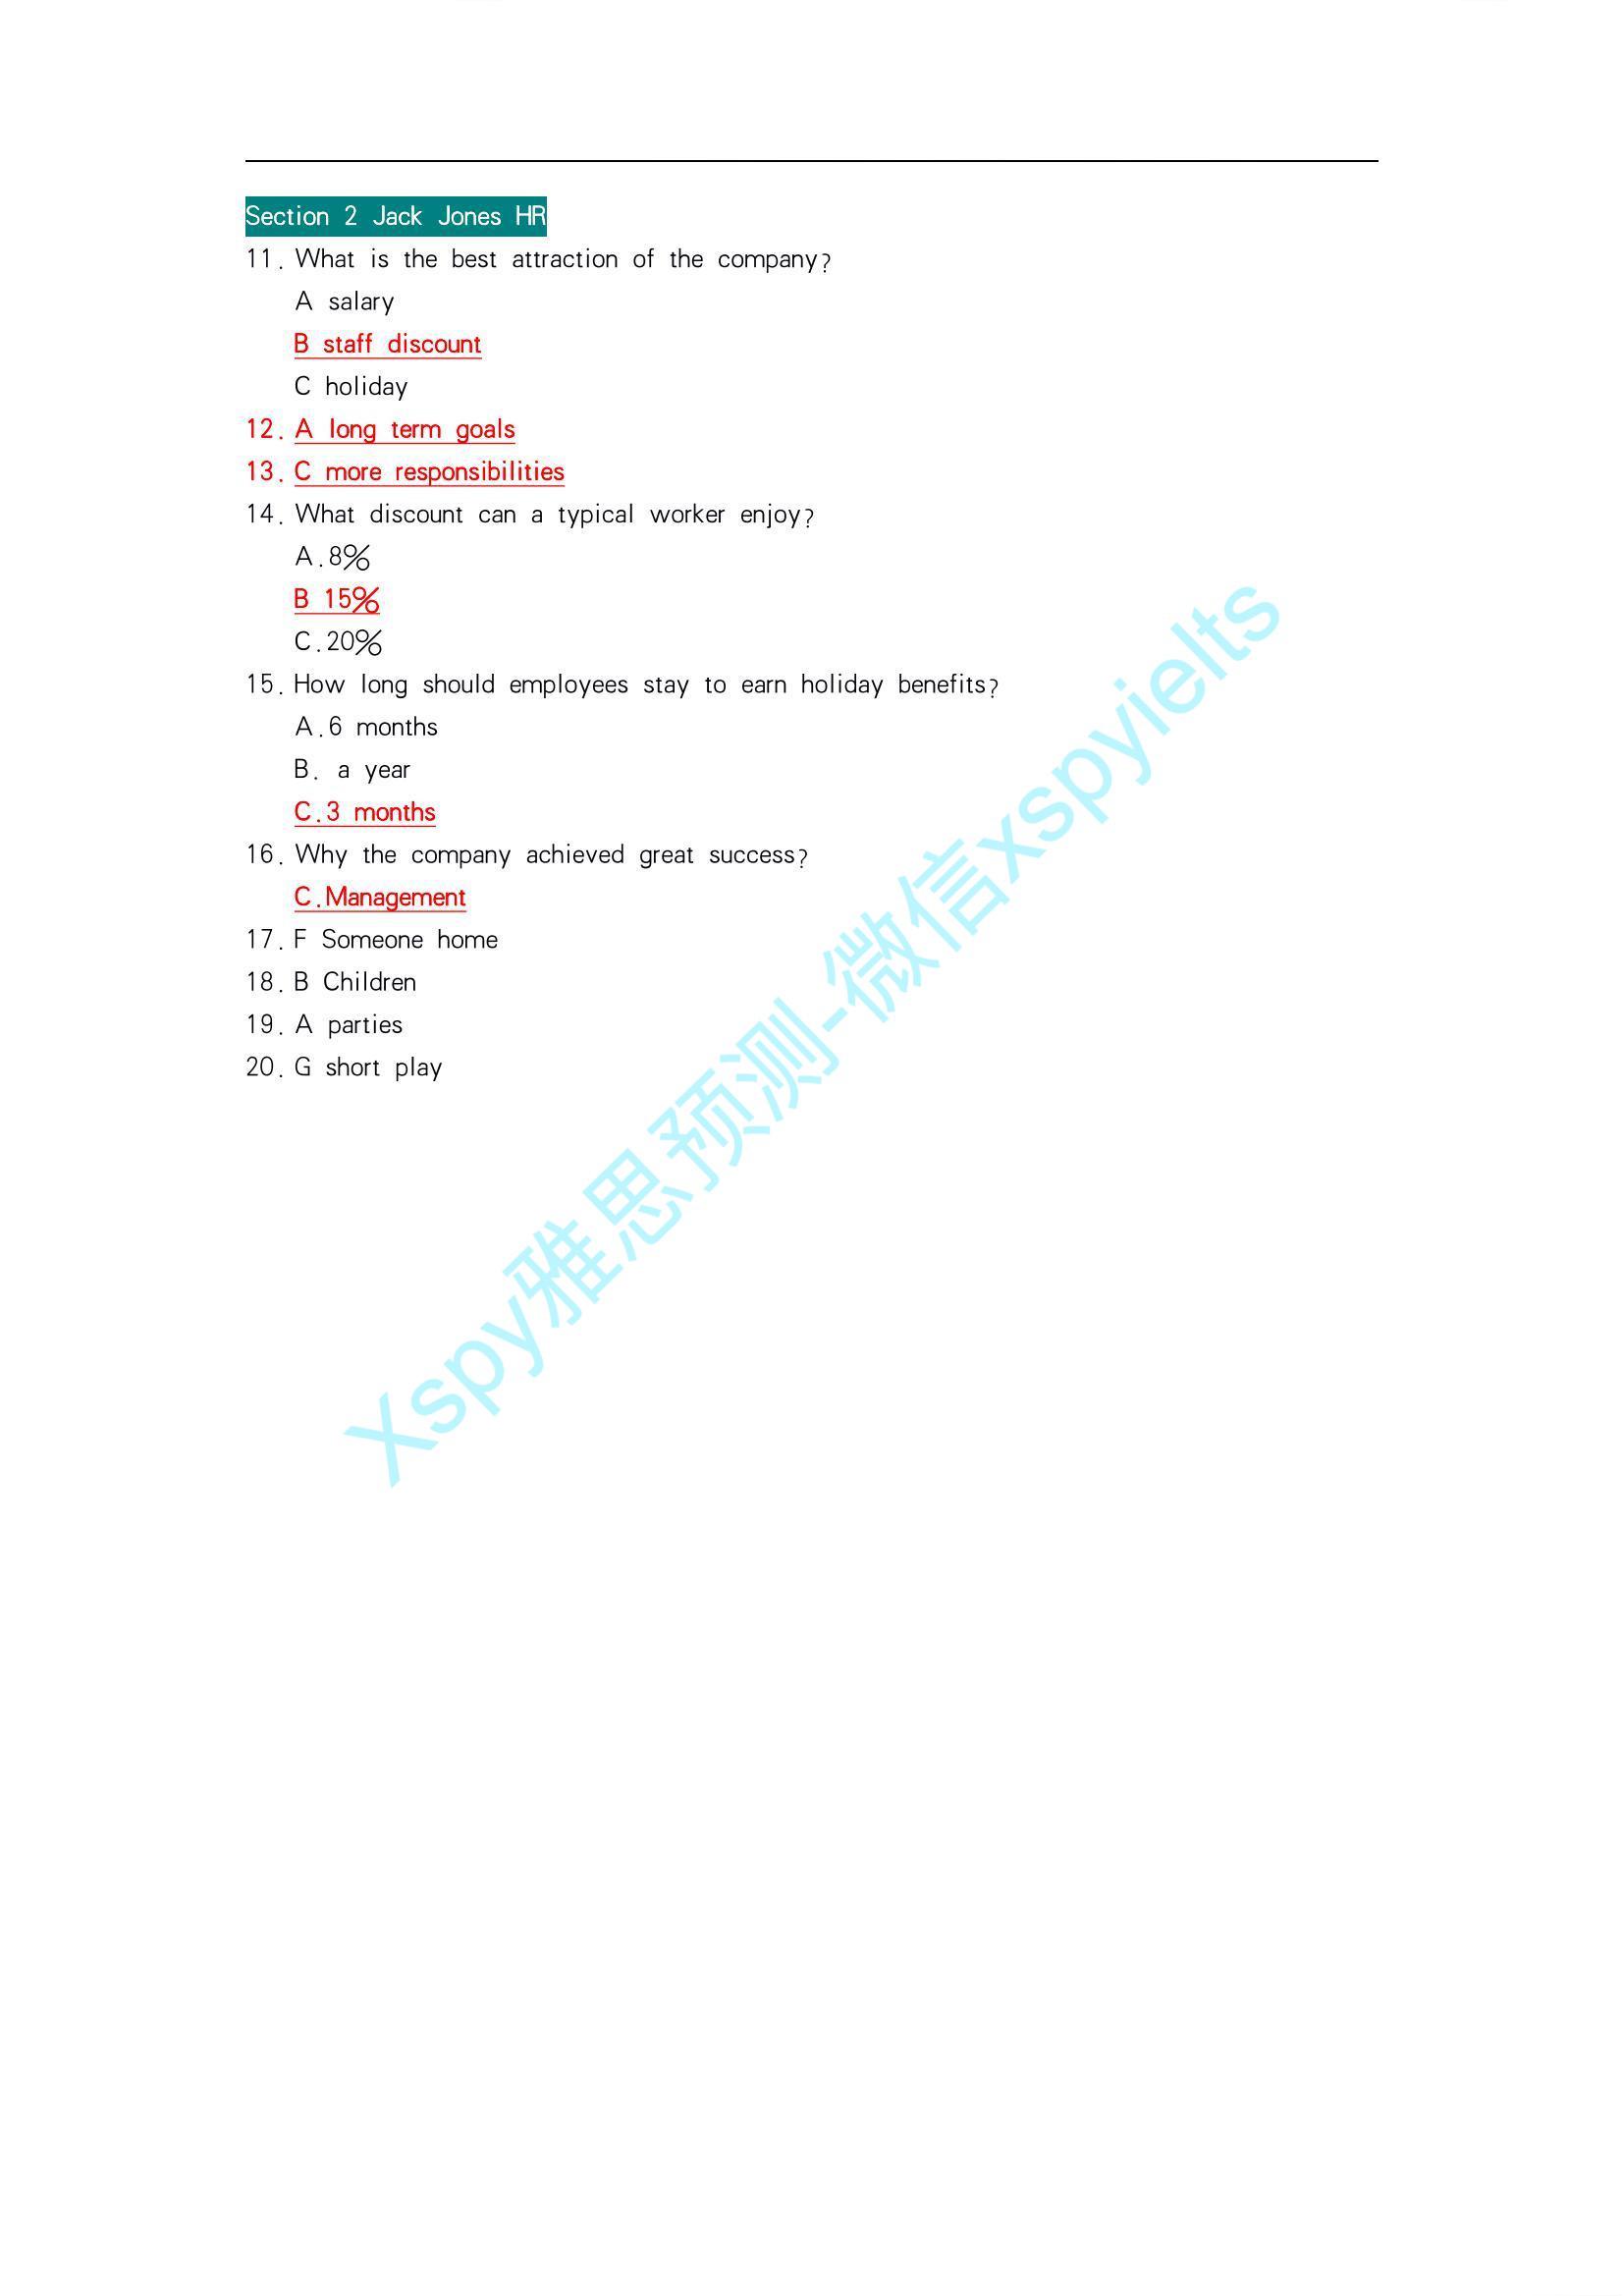 Section 2 Jack Jones HR
11. What is the best attraction of the company?
A salary
B staff discount
C holiday
12. A long term goals
13. C more responsibilities
14. What discount can a typical worker enjoy?
A.8%
B 15%
C.20%
15. How long should employees stay to earn holiday benefits?
A.6 months
B. a year
C.3 months
16. Why the company achieved great success?
C.Management
17. F Someone home
18. B Children
19. A parties
20. G short play
Xspy雅思预测-微信xspyielts